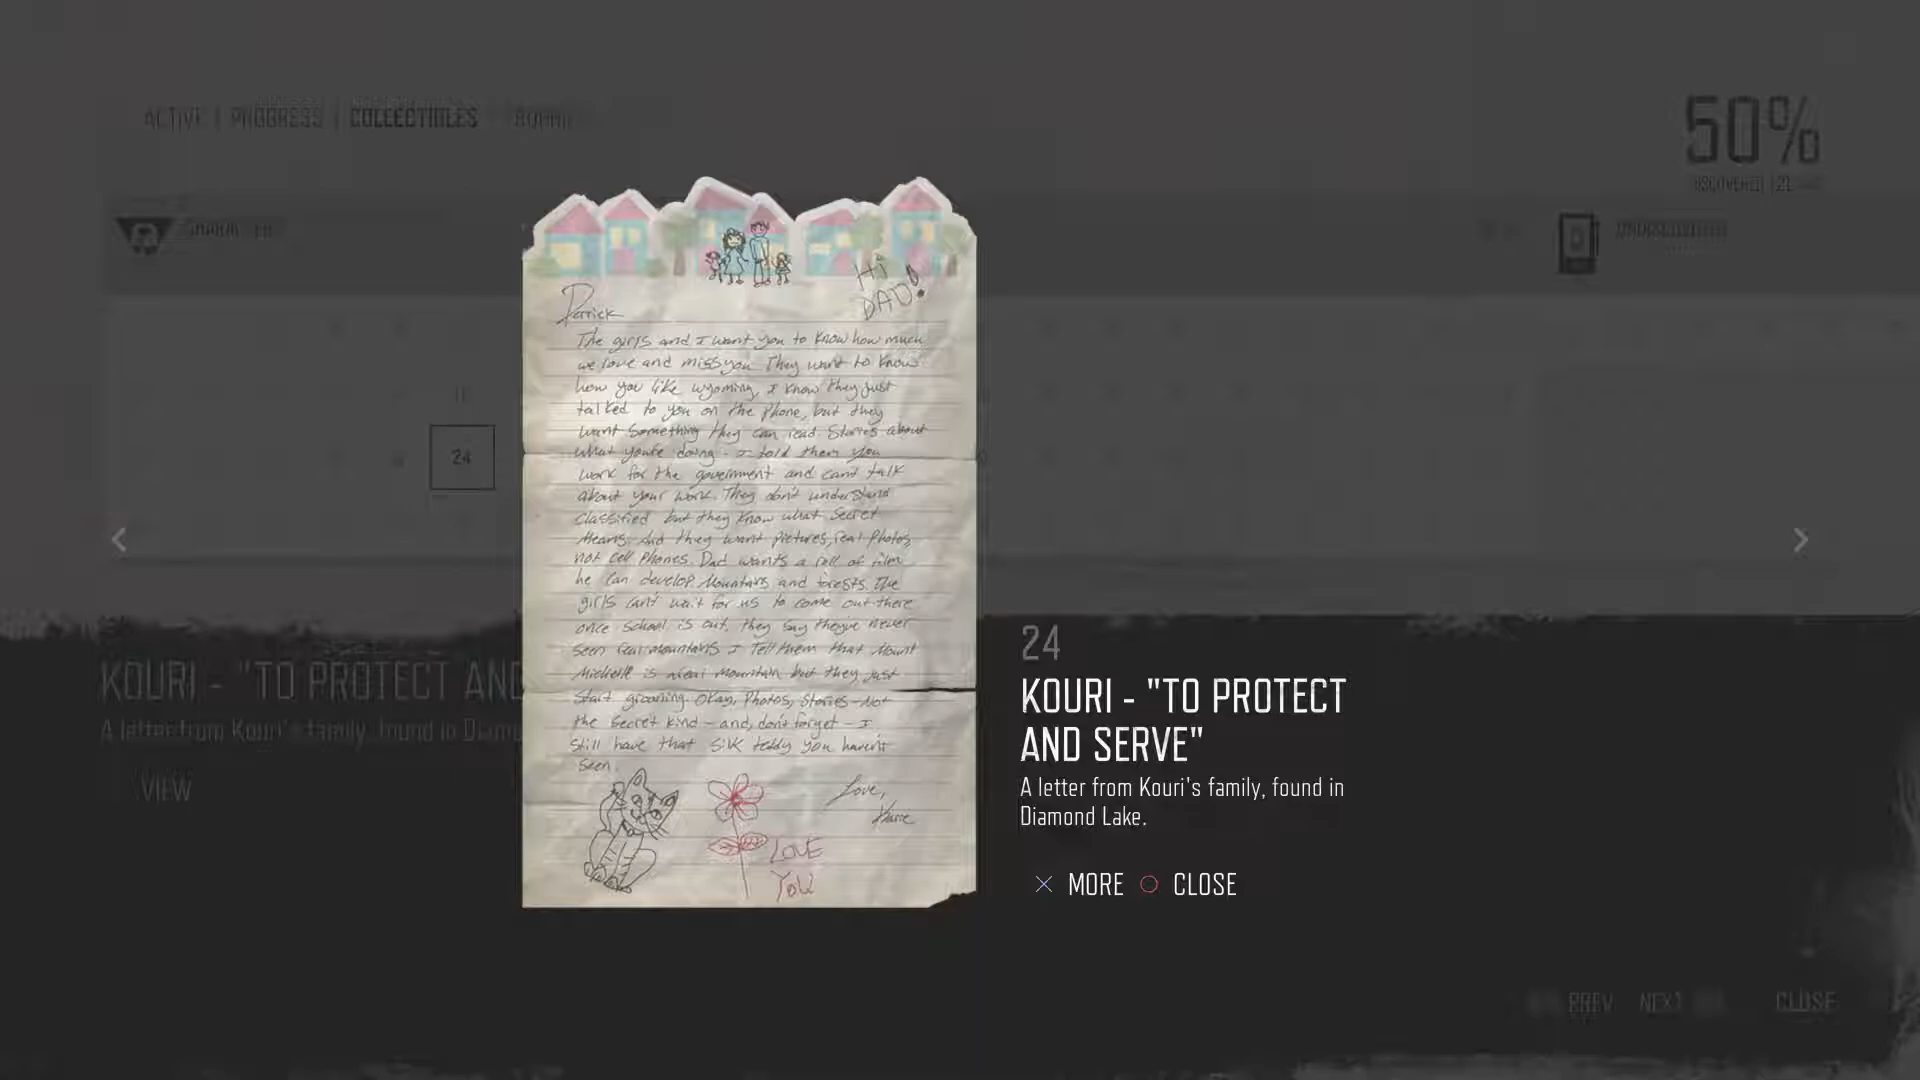 ACTIVE | PROGRESS | COLLECTIBLES
50%
24
Hi
DAD!
Derrick
The girls and I want you to know how much
we love and miss you. They want to know
how you like wyoming, I know they just
talked to you on the phone, but they
want something they can read. Stories about
what you're doing - I told them you
work for the government and can't talk
about your work. They don't understand
classified but they know what secret
means. And they want pictures, real photos,
not cell phones. Dad wants a roll of film
he can develop. Mountains and forests. The
girls can't wait for us to come out there
once school is out. they say they've never
seen real mountains I tell them that Mount
Michelle is a real mountain but they just
start groaning. Okay, Photos, Stories - Not
the secret kind - and, don't forget - I
still have that silk teddy you haven't
seen.
Love,
LOVE
YOU
KOURI - "TO PROTECT AND
A letter from Kouri's family, found in Diamo
VIEW
24
KOURI - "TO PROTECT
AND SERVE"
A letter from Kouri's family, found in
Diamond Lake.
MORE CLOSE
PREV NEXT CLOSE